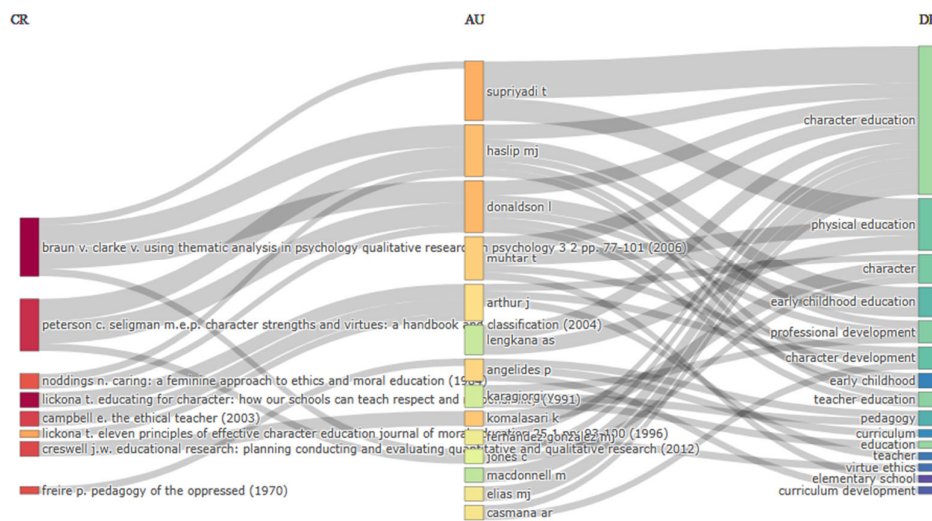 CR
AU
DE
braun v. clarke v. using thematic analysis in psychology qualitative research in psychology 3.2 pp. 77-101 (2006)
peterson c. seligman m.e.p. character strengths and virtues: a handbook and classification (2004)
noddings n. caring: a feminine approach to ethics and moral education (1984)
lickona t. educating for character: how our schools can teach respect and (1991)
campbell e. the ethical teacher (2003)
lickona t. eleven principles of effective character education journal of moral 25.1 pp. 93-100 (1996)
creswell j.w. educational research: planning conducting and evaluating quantitative and qualitative research (2012)
freire p. pedagogy of the oppressed (1970)
supriyadi t
haslip mj
donaldson l
muhtar t
arthur j
lengkana as
angelides p
karagiorgi y
komalasari k
fernández gonzález mj
jones c
macdonnell m
elias mj
casmana ar
character education
physical education
character
early childhood education
professional development
character development
early childhood
teacher education
pedagogy
curriculum
education
teacher
virtue ethics
elementary school
curriculum development